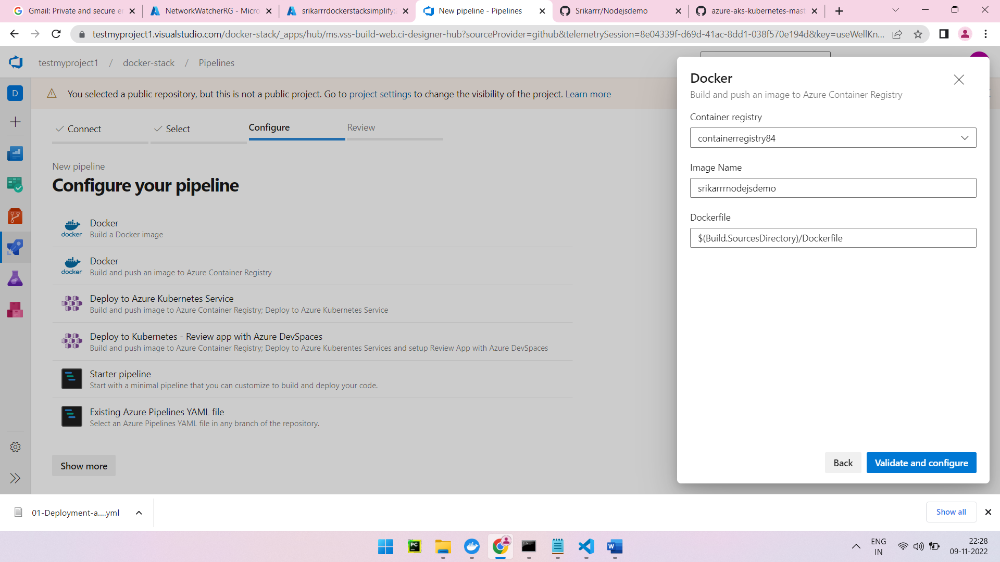 Gmail: Private and secure e
NetworkWatcherRG - Micro
srikarrrdockerstacksimplify:
New pipeline - Pipelines
Srikarrr/Nodejsdemo
azure-aks-kubernetes-mast
testmyproject1.visualstudio.com/docker-stack/_apps/hub/ms.vss-build-web.ci-designer-hub?sourceProvider=github&telemetrySession=8e04339f-d69d-41ac-8dd1-038f570e194d&key=useWellKn...
testmyproject1 / docker-stack / Pipelines
D
You selected a public repository, but this is not a public project. Go to project settings to change the visibility of the project. Learn more
Connect
Select
Configure
Review
New pipeline
Configure your pipeline
docker
Docker
Build a Docker image
docker
Docker
Build and push an image to Azure Container Registry
Deploy to Azure Kubernetes Service
Build and push image to Azure Container Registry; Deploy to Azure Kubernetes Service
Deploy to Kubernetes - Review app with Azure DevSpaces
Build and push image to Azure Container Registry; Deploy to Azure Kuberentes Services and setup Review App with Azure DevSpaces
Starter pipeline
Start with a minimal pipeline that you can customize to build and deploy your code.
Existing Azure Pipelines YAML file
Select an Azure Pipelines YAML file in any branch of the repository.
Show more
Docker
Build and push an image to Azure Container Registry
Container registry
containerregistry84
Image Name
srikarrrnodejsdemo
Dockerfile
$(Build.SourcesDirectory)/Dockerfile
Back
Validate and configure
01-Deployment-a....yml
Show all
PC
W
ENG
IN
22:28
09-11-2022